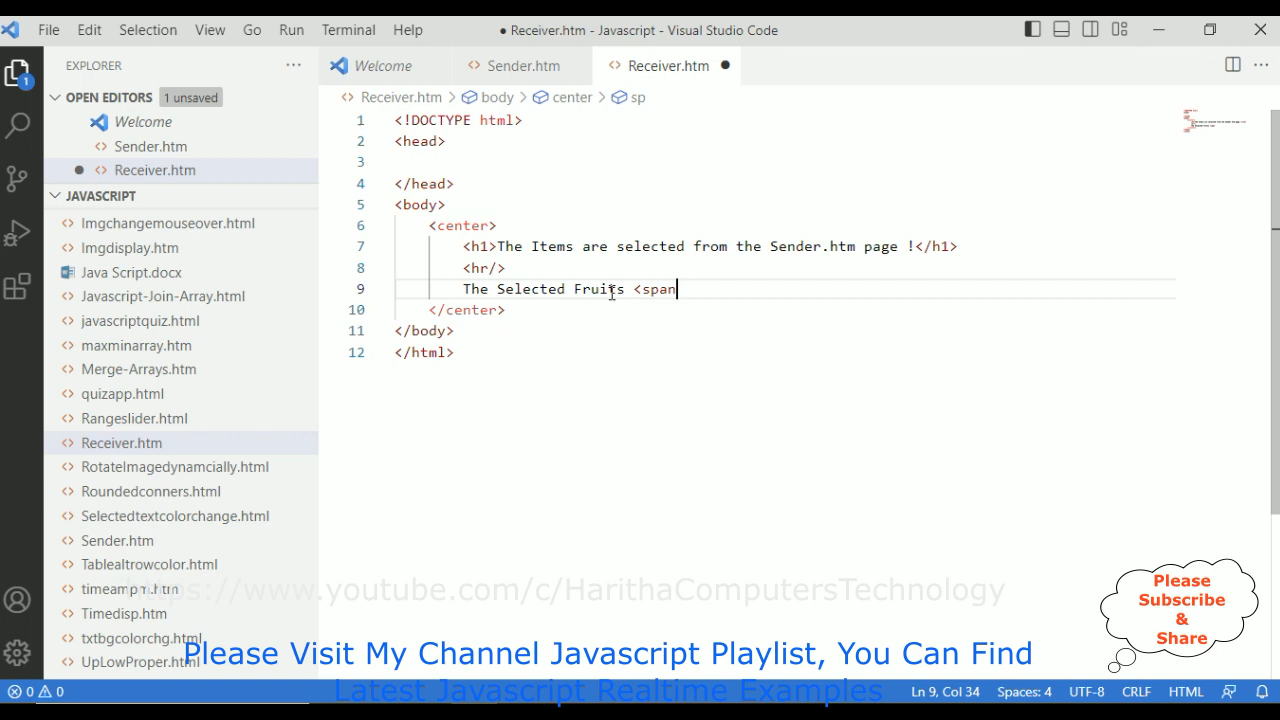 File Edit Selection View Go Run Terminal Help ● Receiver.htm - Javascript - Visual Studio Code
EXPLORER ···
Welcome Sender.htm Receiver.htm ●
OPEN EDITORS 1 unsaved
Welcome
Sender.htm
● Receiver.htm
JAVASCRIPT
Imgchangemouseover.html
Imgdisplay.htm
Java Script.docx
Javascript-Join-Array.html
javascriptquiz.html
maxminarray.htm
Merge-Arrays.html
quizapp.html
Rangeslider.html
Receiver.htm
RotateImagedynamcially.html
Roundedconners.html
Selectedtextcolorchange.html
Sender.htm
Tablealtrowcolor.html
timeampm.htm
Timedisp.htm
txtbgcolorchg.html
UpLowProper.html
1
Receiver.htm > body > center > sp
1 <!DOCTYPE html>
2 <head>
3
4 </head>
5 <body>
6 <center>
7 <h1>The Items are selected from the Sender.htm page !</h1>
8 <hr/>
9 The Selected Fruits <span
10 </center>
11 </body>
12 </html>
https://www.youtube.com/c/HarithaComputersTechnology
Please
Subscribe
&
Share
Please Visit My Channel Javascript Playlist, You Can Find
Latest Javascript Realtime Examples
0 0 Ln 9, Col 34 Spaces: 4 UTF-8 CRLF HTML